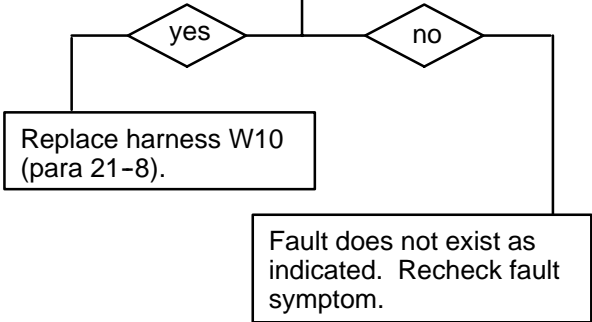 yes
no
Replace harness W10
(para 21-8).
Fault does not exist as
indicated.  Recheck fault
symptom.